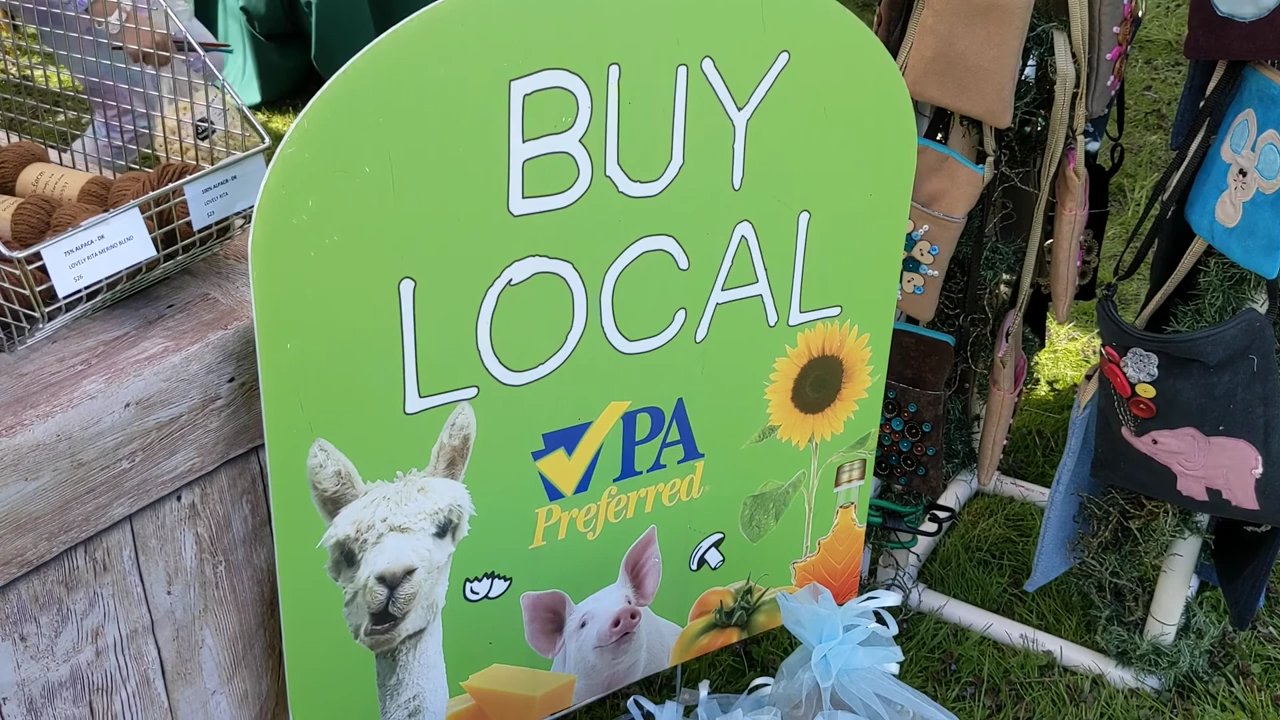 BUY
LOCAL
PA
Preferred
75% ALPACA - DK
LOVELY RITA MERINO BLEND
$26
100% ALPACA - DK
LOVELY RITA
$23